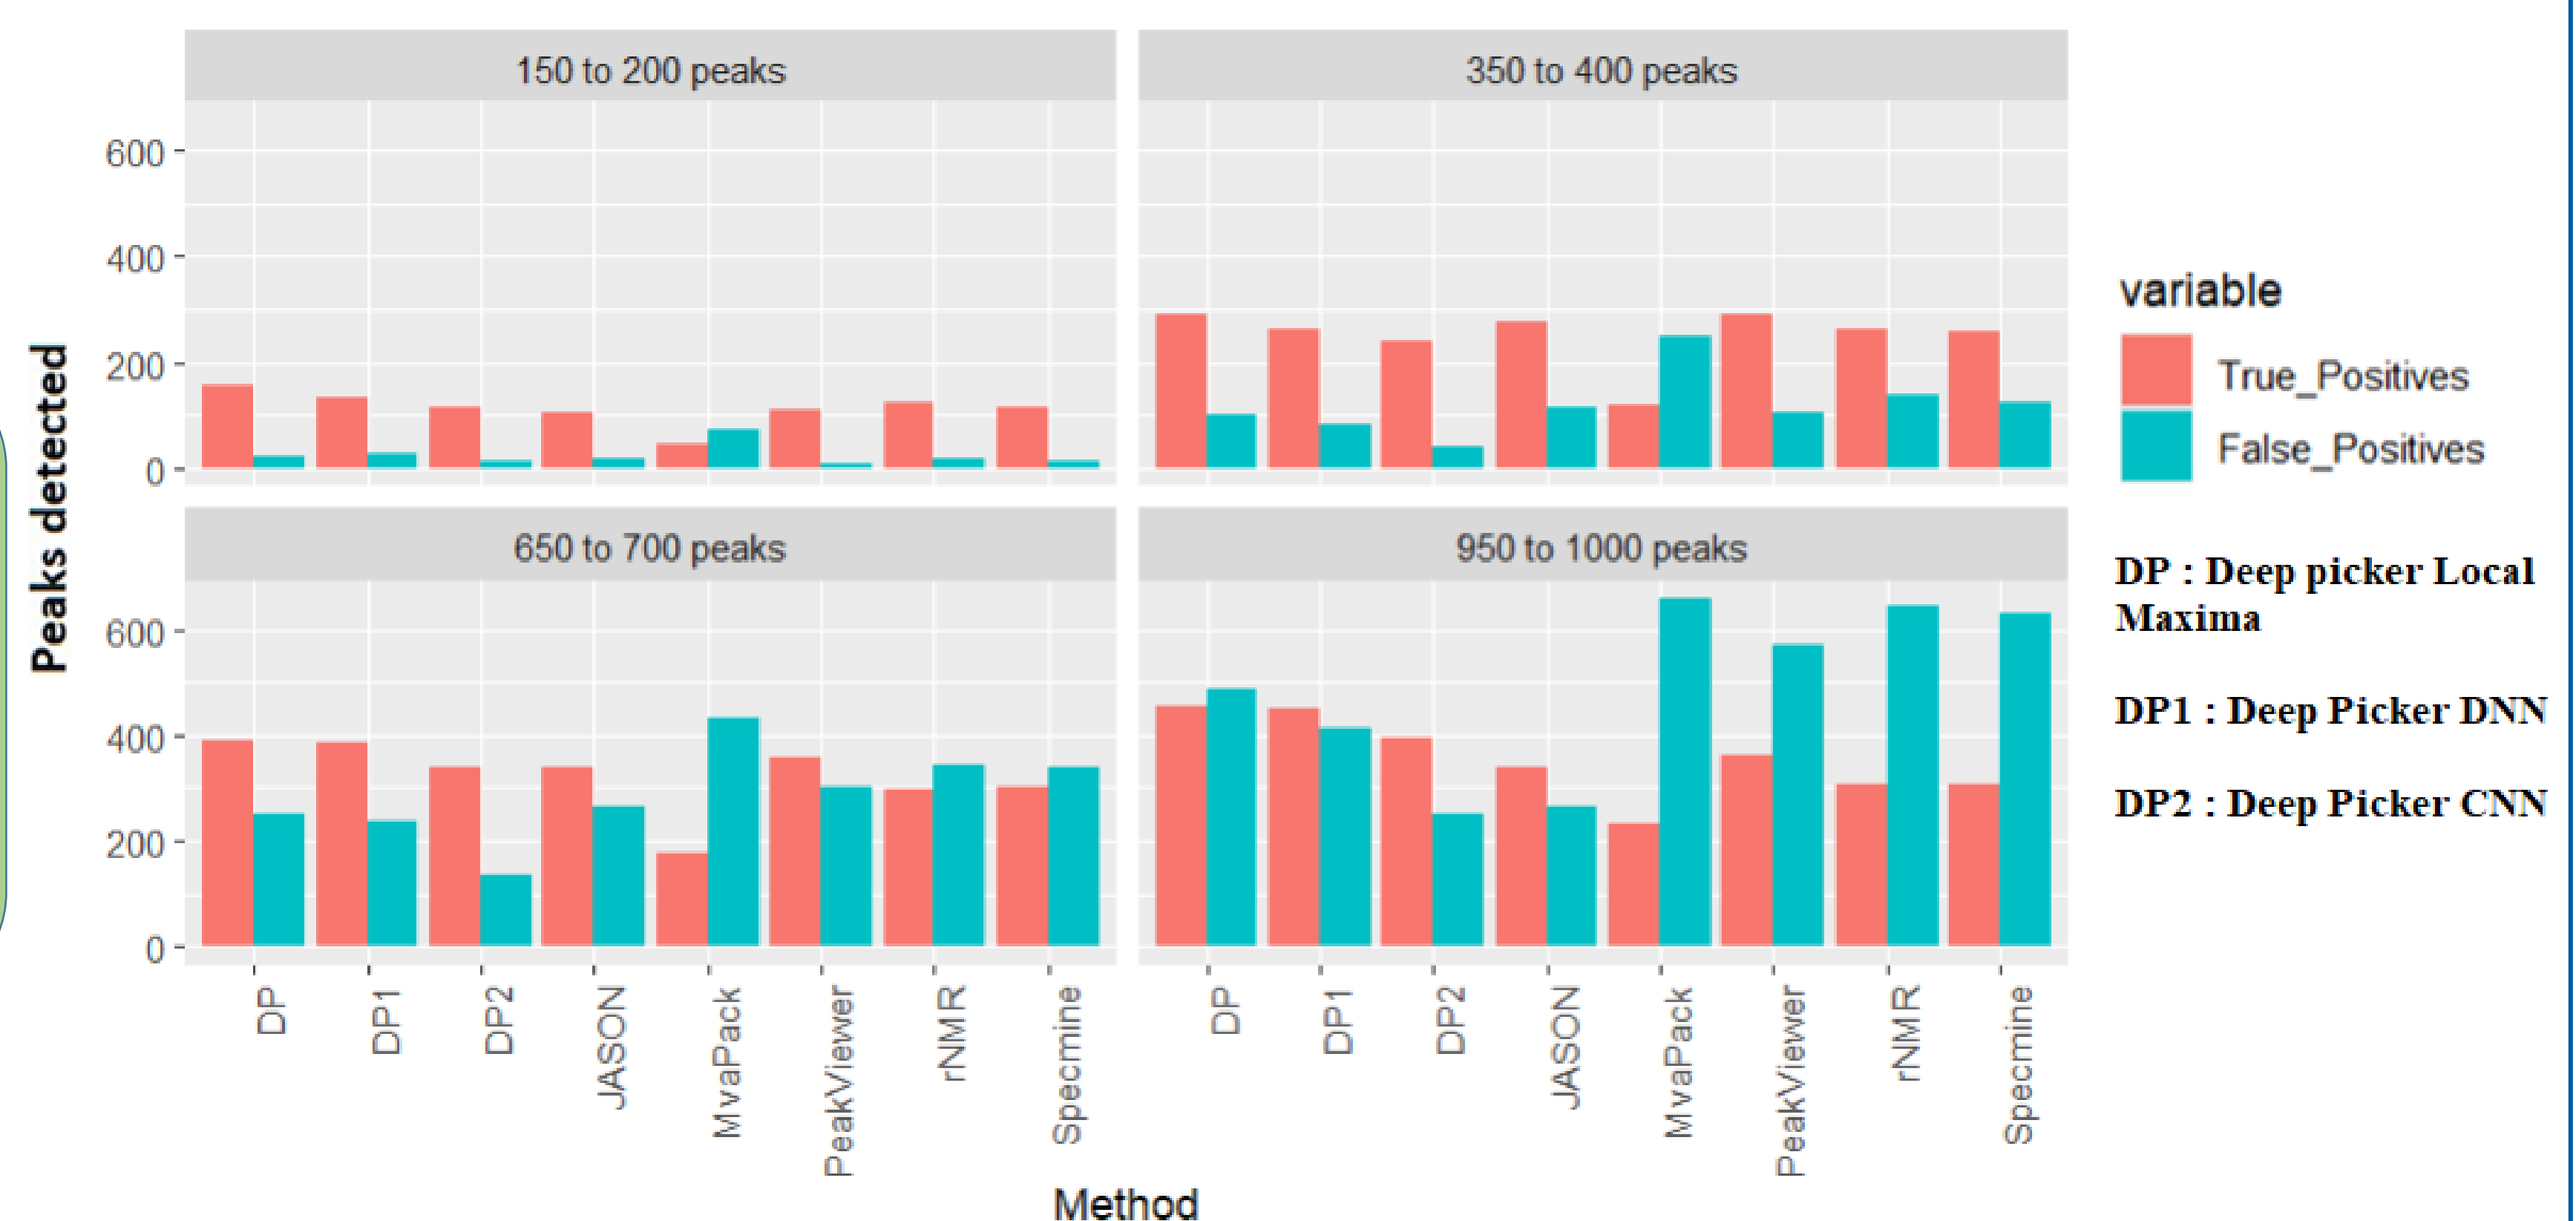 150 to 200 peaks
350 to 400 peaks
600
400
200
0
650 to 700 peaks
950 to 1000 peaks
600
400
200
0
Peaks detected
DP
DP1
DP2
JASON
MvaPack
PeakViewer
rNMR
Specmine
DP
DP1
DP2
JASON
MvaPack
PeakViewer
rNMR
Specmine
Method
variable
True_Positives
False_Positives
DP : Deep picker Local
Maxima
DP1 : Deep Picker DNN
DP2 : Deep Picker CNN